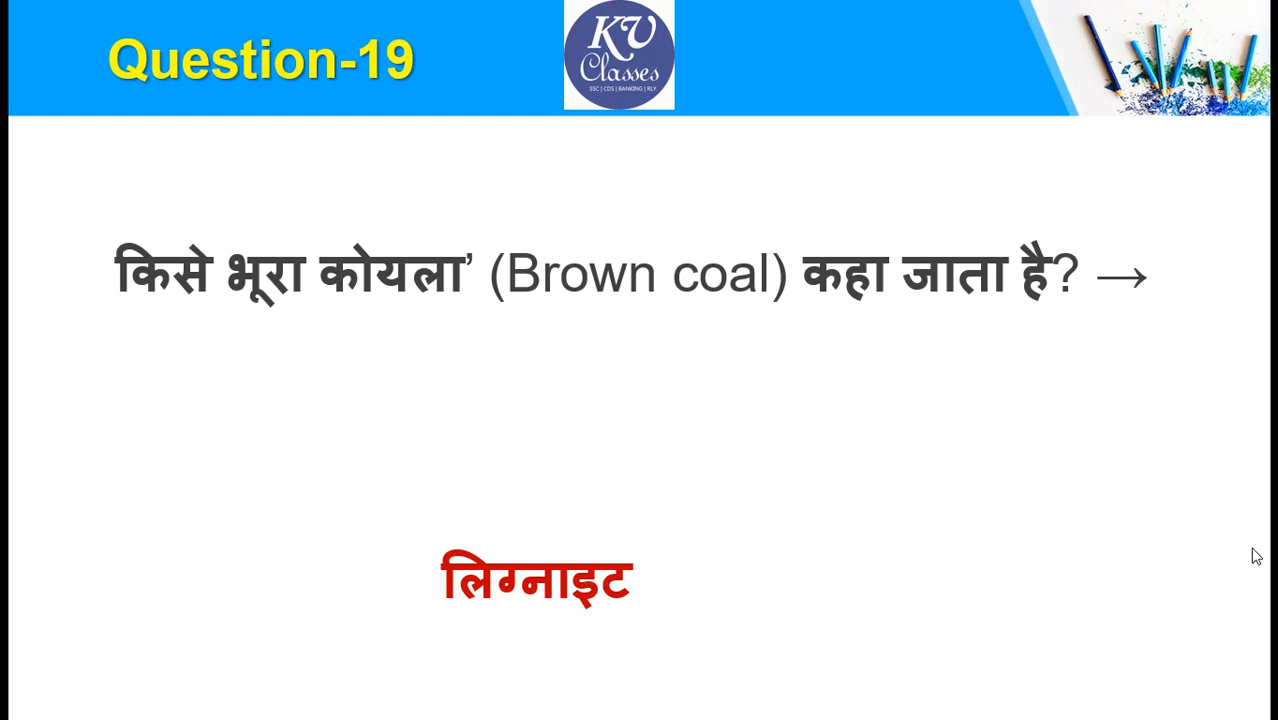 Question-19
KV
Classes
SSC | CDS | BANKING | RLY
किसे भूरा कोयला’ (Brown coal) कहा जाता है? →
लिग्नाइट